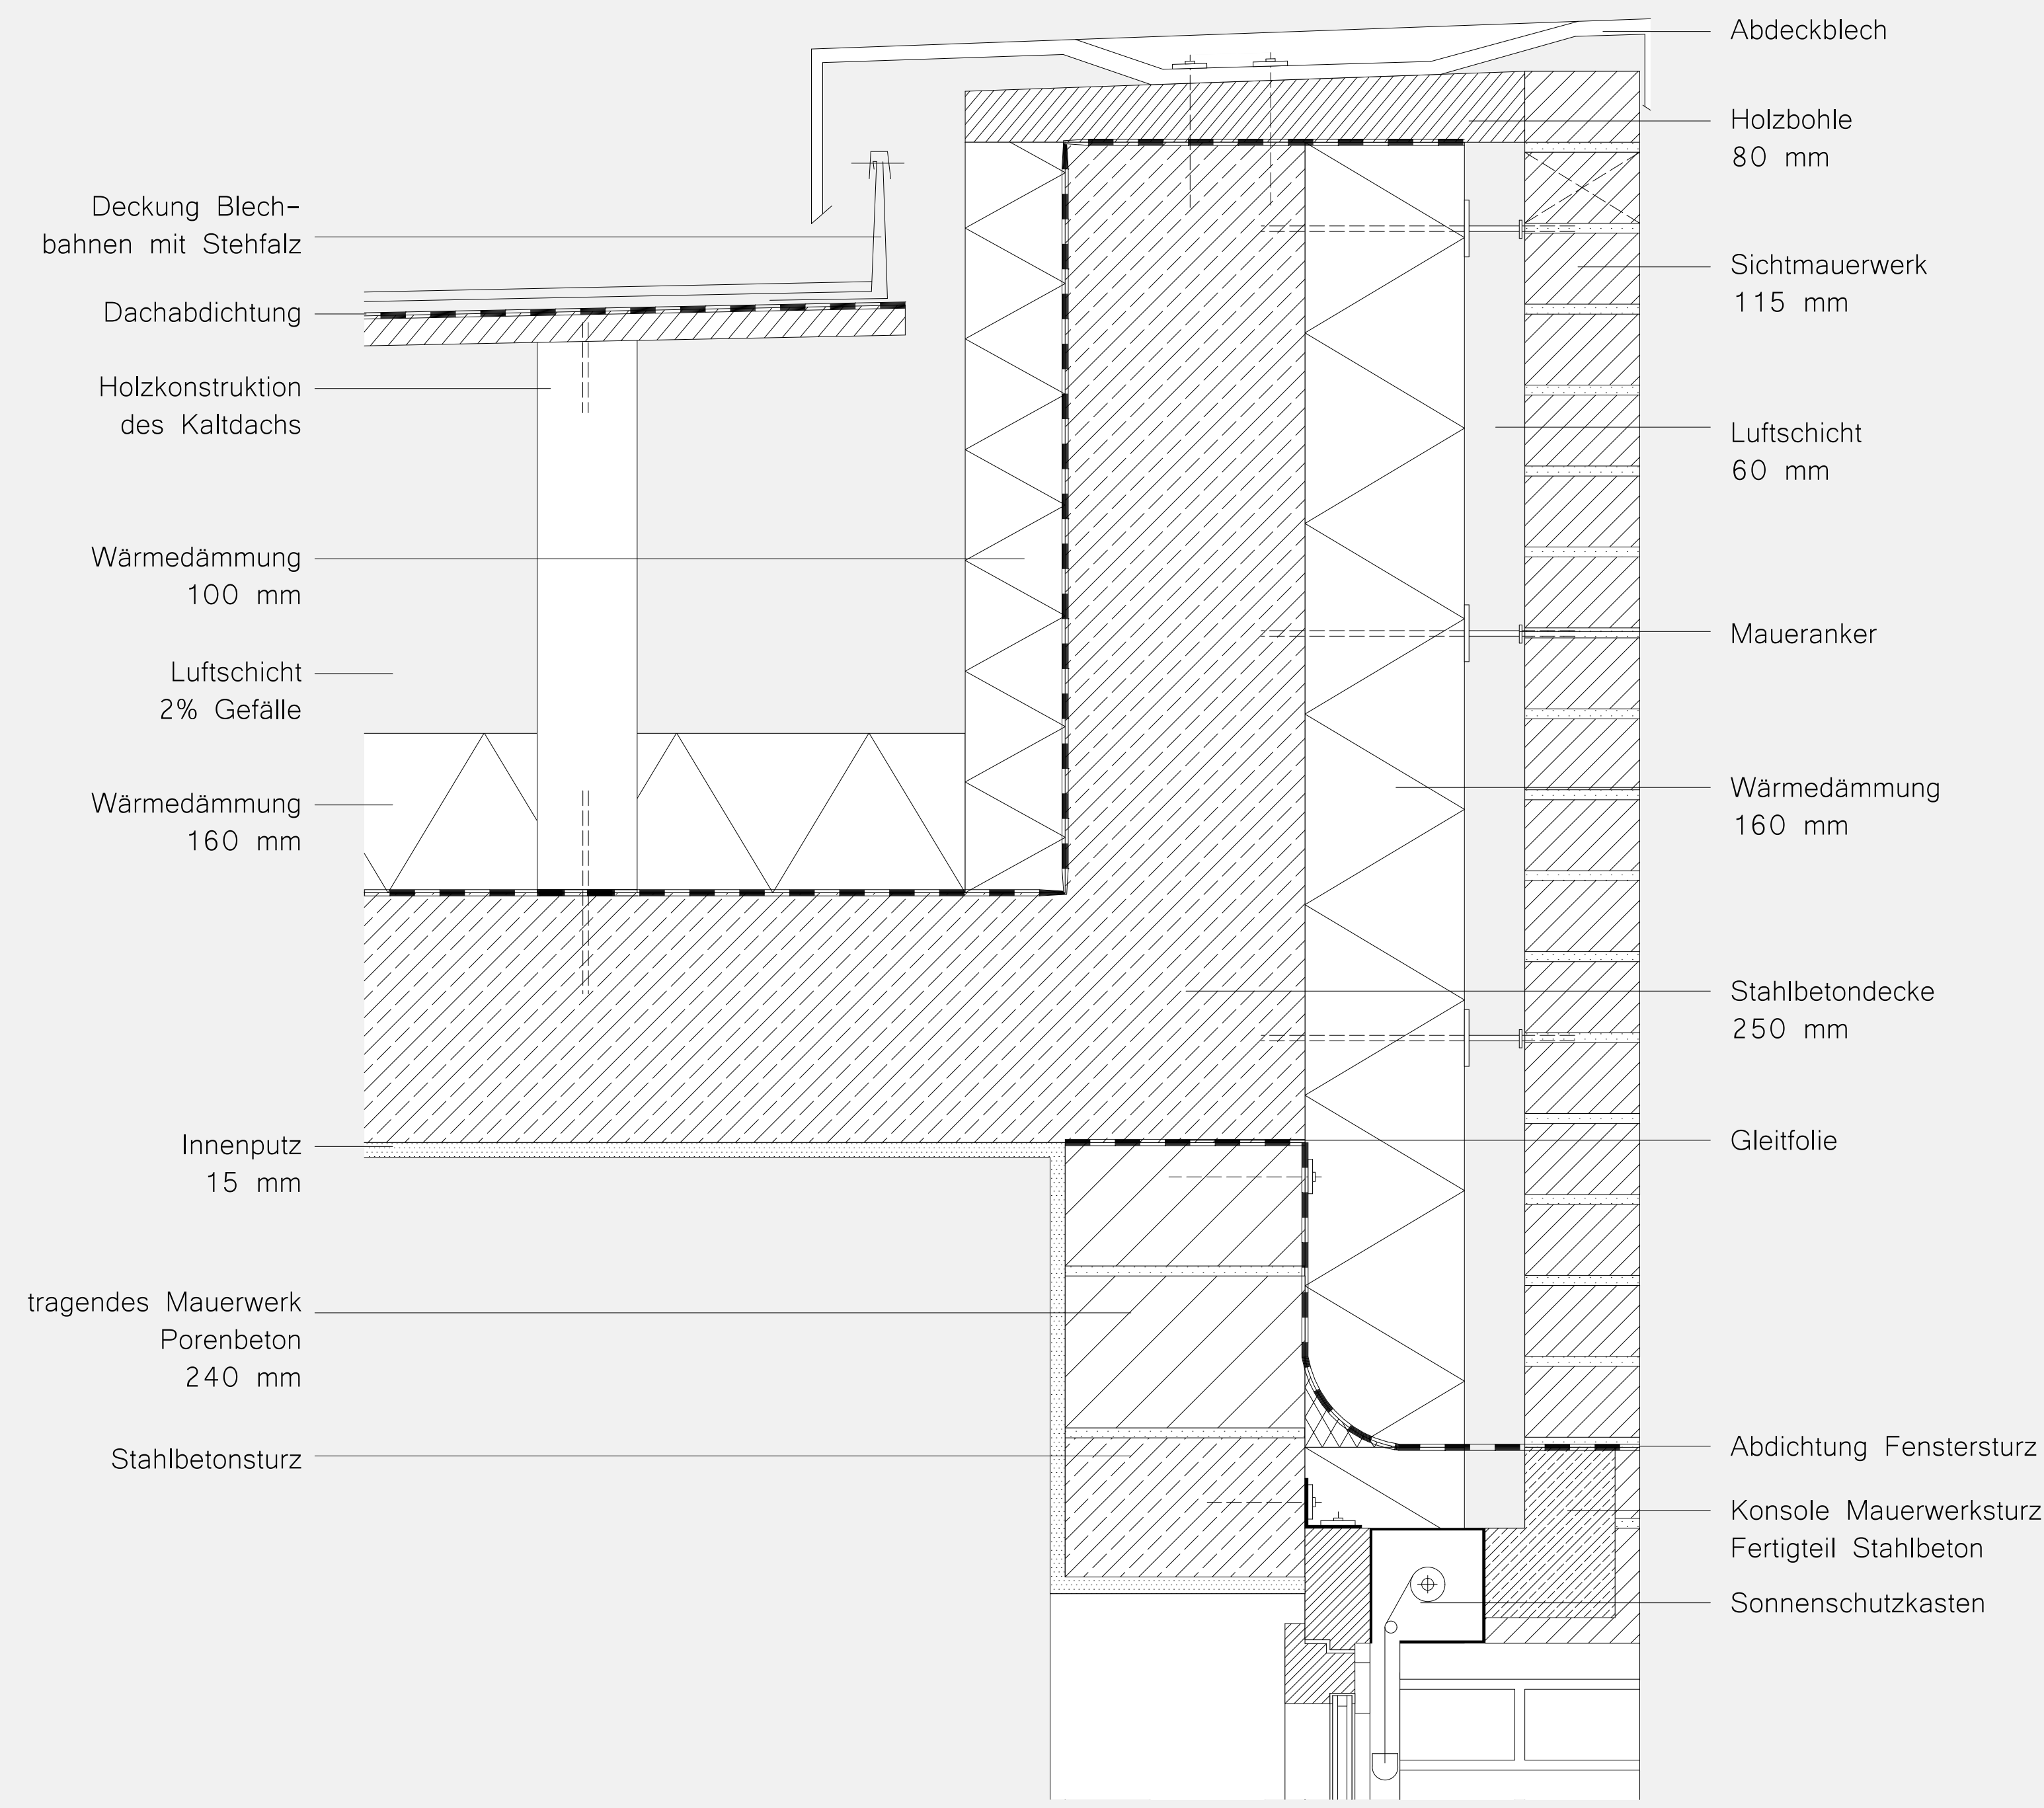 Deckung Blech-
bahnen mit Stehfalz
Dachabdichtung
Holzkonstruktion
des Kaltdachs
Wärmedämmung
100 mm
Luftschicht
2% Gefälle
Wärmedämmung
160 mm
Innenputz
15 mm
tragendes Mauerwerk
Porenbeton
240 mm
Stahlbetonsturz
Abdeckblech
Holzbohle
80 mm
Sichtmauerwerk
115 mm
Luftschicht
60 mm
Maueranker
Wärmedämmung
160 mm
Stahlbetondecke
250 mm
Gleitfolie
Abdichtung Fenstersturz
Konsole Mauerwerksturz
Fertigteil Stahlbeton
Sonnenschutzkasten